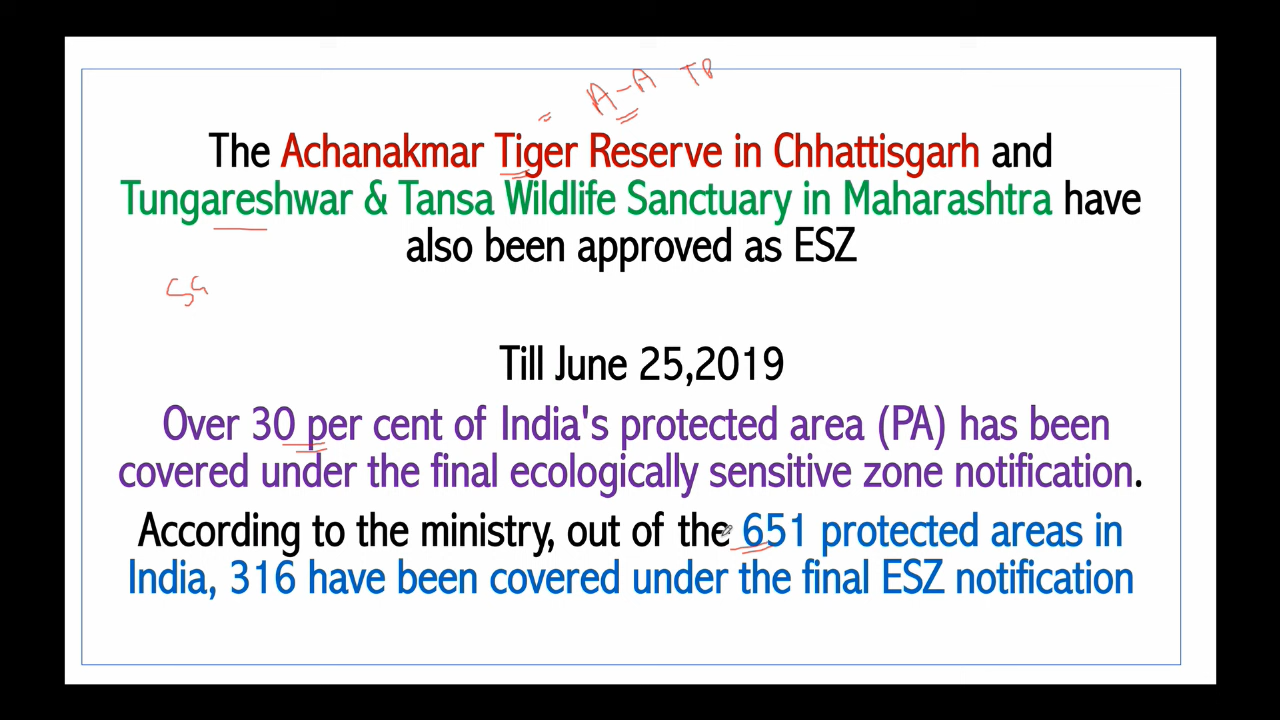 A-A TR
The Achanakmar Tiger Reserve in Chhattisgarh and
Tungareshwar & Tansa Wildlife Sanctuary in Maharashtra have
also been approved as ESZ
Till June 25,2019
Over 30 per cent of India's protected area (PA) has been
covered under the final ecologically sensitive zone notification.
According to the ministry, out of the 651 protected areas in
India, 316 have been covered under the final ESZ notification